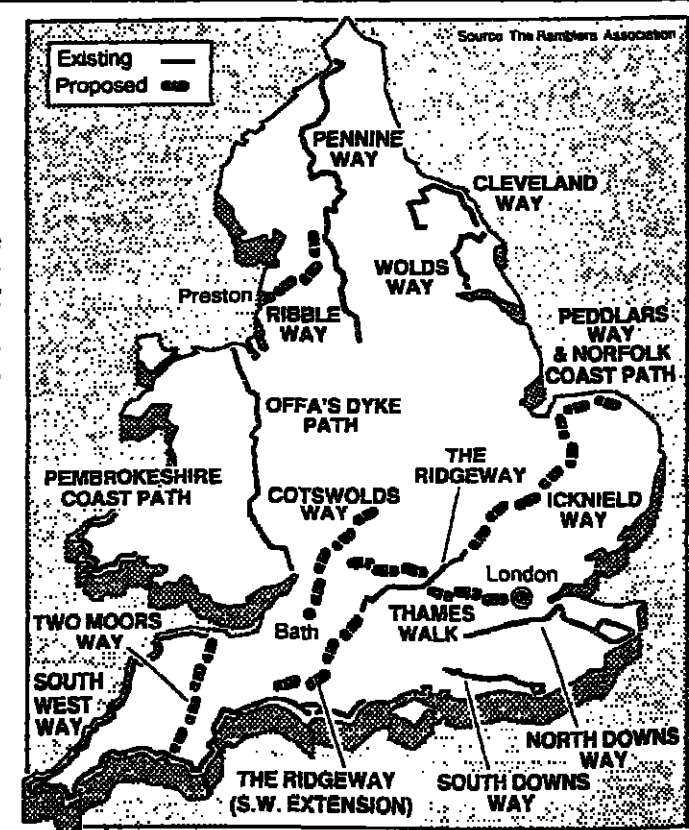 Source The Ramblers Association
Existing
Proposed
PENNINE
WAY
CLEVELAND
WAY
WOLDS
WAY
Preston
RIBBLE
WAY
PEDDLARS
WAY
& NORFOLK
COAST PATH
OFFA'S DYKE
PATH
THE
RIDGEWAY
PEMBROKESHIRE
COAST PATH
COTSWOLDS
WAY
ICKNIELD
WAY
London
TWO MOORS
WAY
Bath
THAMES
WALK
SOUTH
WEST
WAY
NORTH DOWNS
WAY
THE RIDGEWAY
(S.W. EXTENSION)
SOUTH DOWNS
WAY